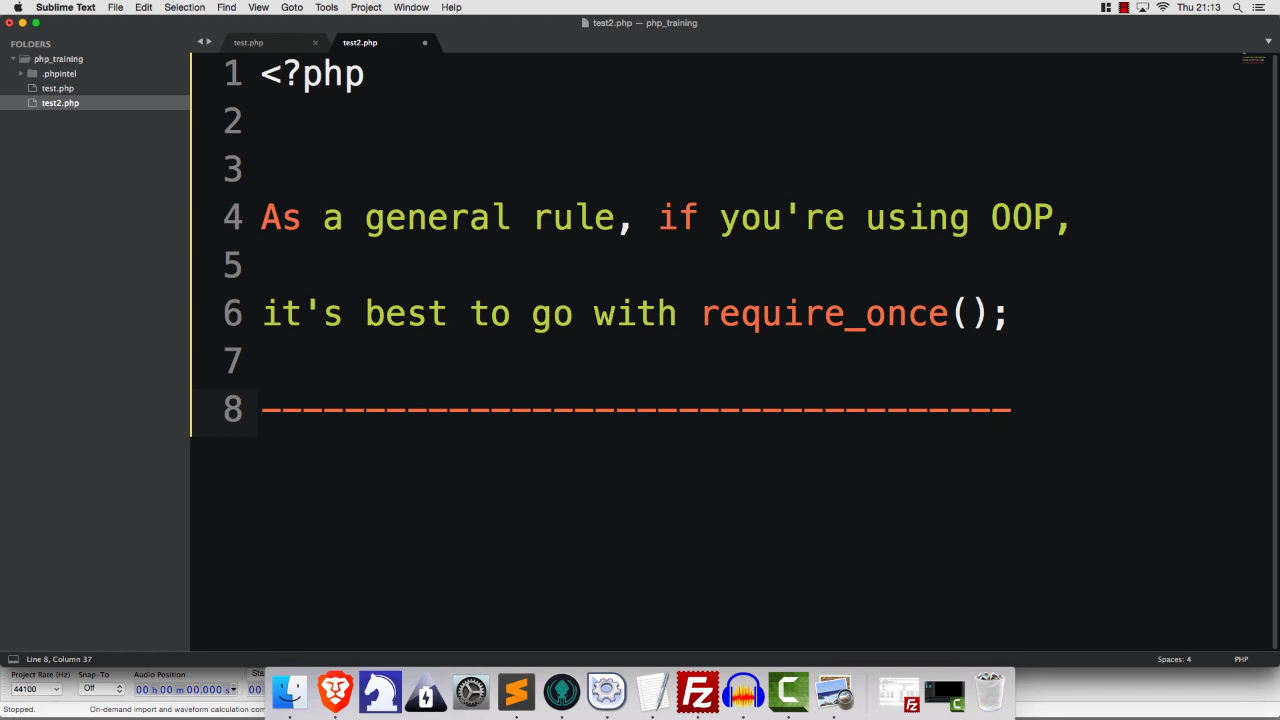 Sublime Text File Edit Selection Find View Goto Tools Project Window Help Thu 21:13
test2.php — php_training
FOLDERS
php_training
.phpintel
test.php
test2.php
test.php × test2.php
1 <?php
2
3
4 As a general rule, if you're using OOP,
5
6 it's best to go with require_once();
7
8 ------------------------------------
Line 8, Column 37 Spaces: 4 PHP
Project Rate (Hz) Snap-To Audio Position
44100 Off 00 h 00 m 00.000
Stopped. On-demand import and waveform calculation com